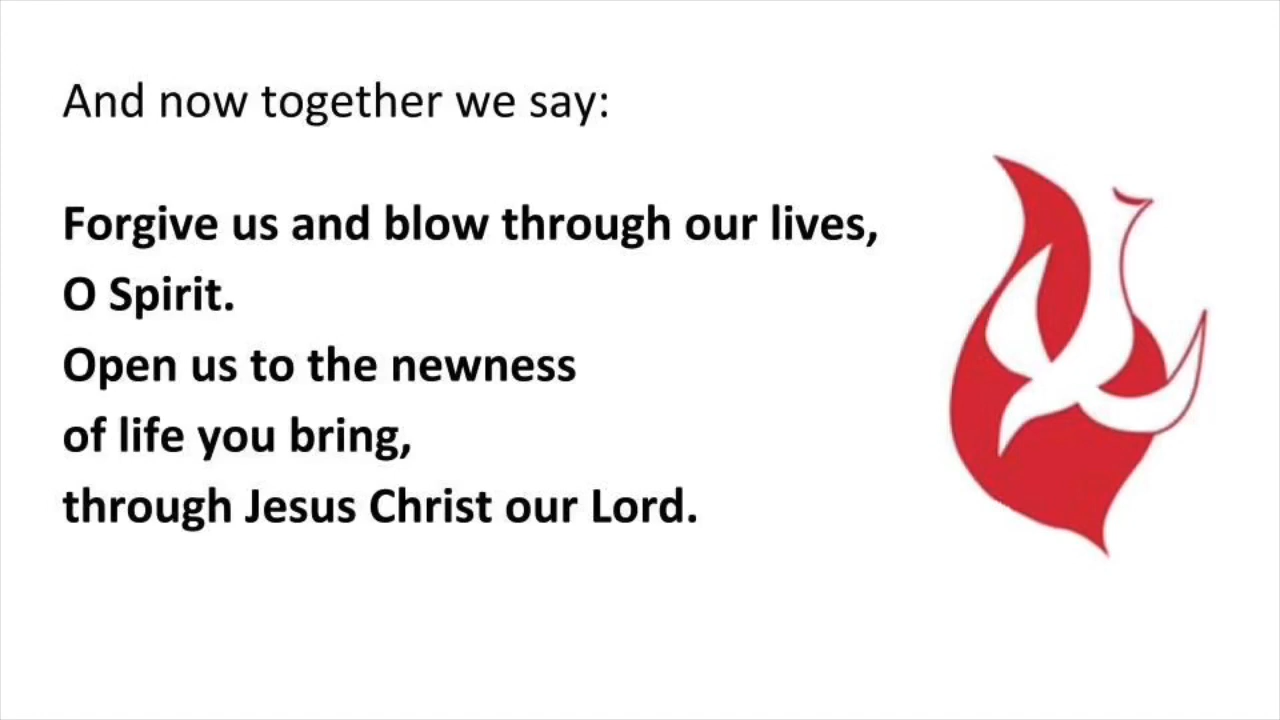 And now together we say:
Forgive us and blow through our lives,
O Spirit.
Open us to the newness
of life you bring,
through Jesus Christ our Lord.